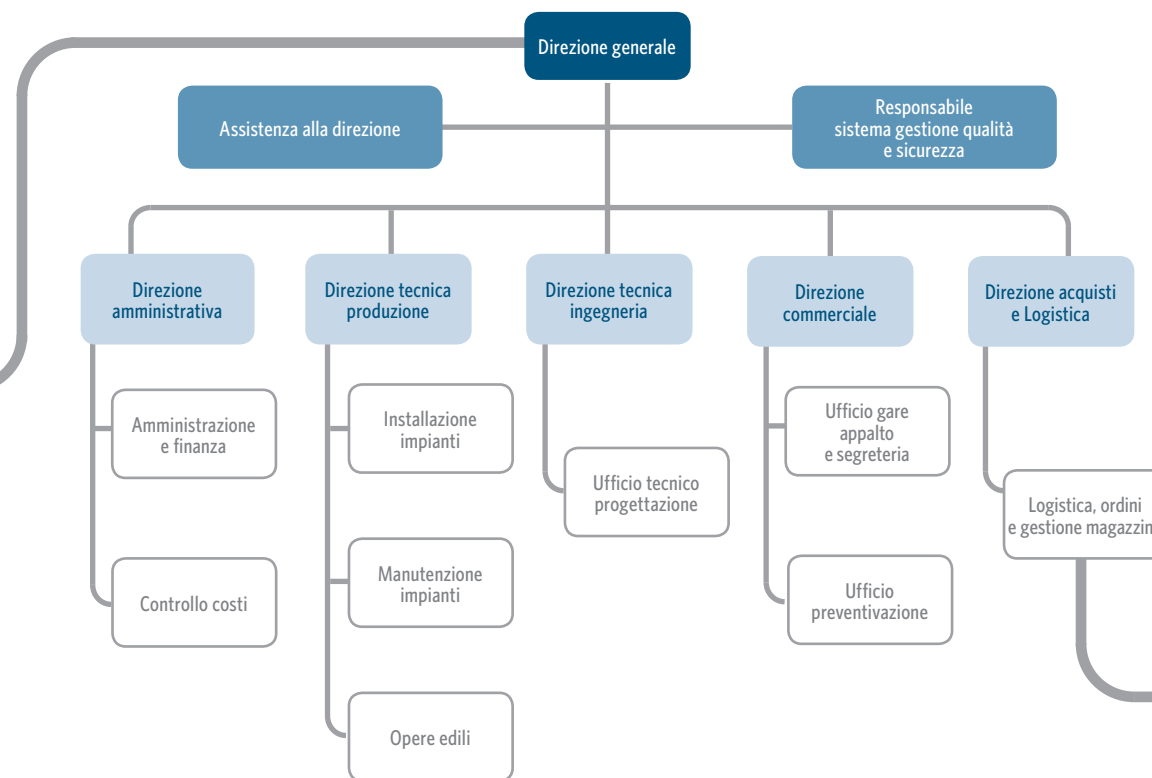 Direzione generale
Assistenza alla direzione
Responsabile
sistema gestione qualità
e sicurezza
Direzione
amministrativa
Direzione tecnica
produzione
Direzione tecnica
ingegneria
Direzione
commerciale
Direzione acquisti
e Logistica
Amministrazione
e finanza
Installazione
impianti
Ufficio gare
appalto
e segreteria
Ufficio tecnico
progettazione
Logistica, ordini
e gestione magazzin
Manutenzione
impianti
Controllo costi
Ufficio
preventivazione
Opere edili